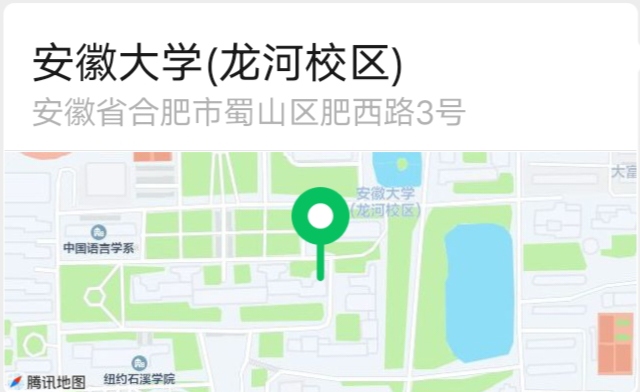 安徽大学(龙河校区)
安徽省合肥市蜀山区肥西路3号
大富
安徽大学
(龙河校区)
中国语言学系
纽约石溪学院
腾讯地图